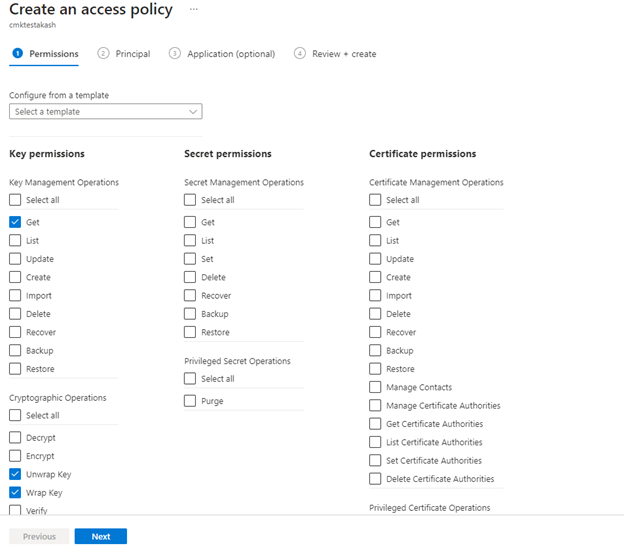 Create an access policy ...
cmktestakash
1 Permissions 2 Principal 3 Application (optional) 4 Review + create
Configure from a template
Select a template
Key permissions
Key Management Operations
Select all
Get
List
Update
Create
Import
Delete
Recover
Backup
Restore
Cryptographic Operations
Select all
Decrypt
Encrypt
Unwrap Key
Wrap Key
Verify
Secret permissions
Secret Management Operations
Select all
Get
List
Set
Delete
Recover
Backup
Restore
Privileged Secret Operations
Select all
Purge
Certificate permissions
Certificate Management Operations
Select all
Get
List
Update
Create
Import
Delete
Recover
Backup
Restore
Manage Contacts
Manage Certificate Authorities
Get Certificate Authorities
List Certificate Authorities
Set Certificate Authorities
Delete Certificate Authorities
Privileged Certificate Operations
Previous Next